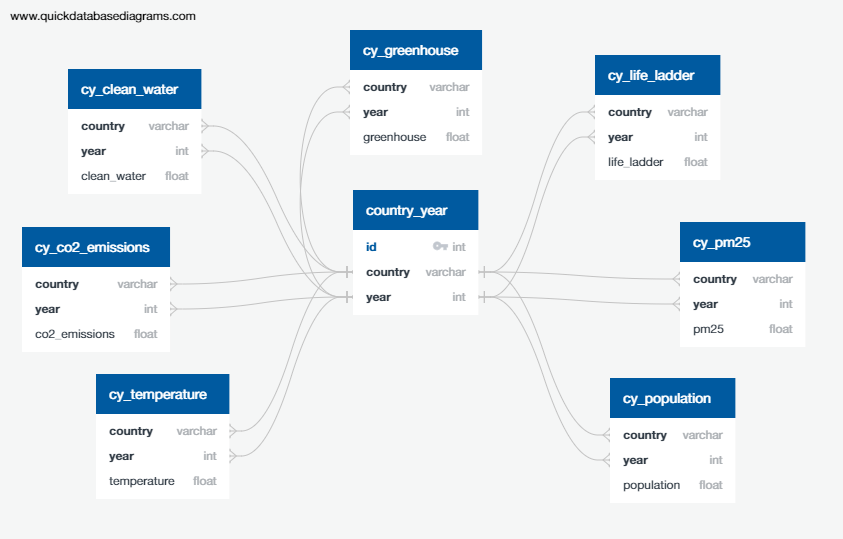 www.quickdatabasediagrams.com
cy_greenhouse
country varchar
year int
greenhouse float
cy_life_ladder
country varchar
year int
life_ladder float
cy_clean_water
country varchar
year int
clean_water float
country_year
id int
country varchar
year int
cy_co2_emissions
country varchar
year int
co2_emissions float
cy_pm25
country varchar
year int
pm25 float
cy_temperature
country varchar
year int
temperature float
cy_population
country varchar
year int
population float